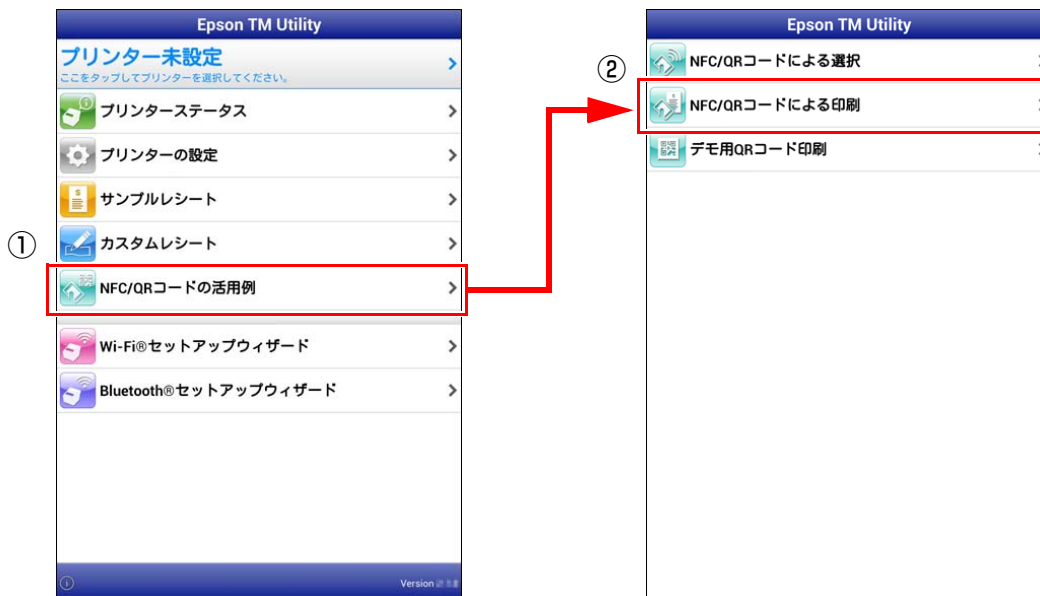 Epson TM Utility
プリンター未設定
ここをタップしてプリンターを選択してください。
プリンターステータス
プリンターの設定
サンプルレシート
①
カスタムレシート
NFC/QRコードの活用例
Wi-Fi®セットアップウィザード
Bluetooth®セットアップウィザード
Version
Epson TM Utility
②
NFC/QRコードによる選択
NFC/QRコードによる印刷
デモ用QRコード印刷